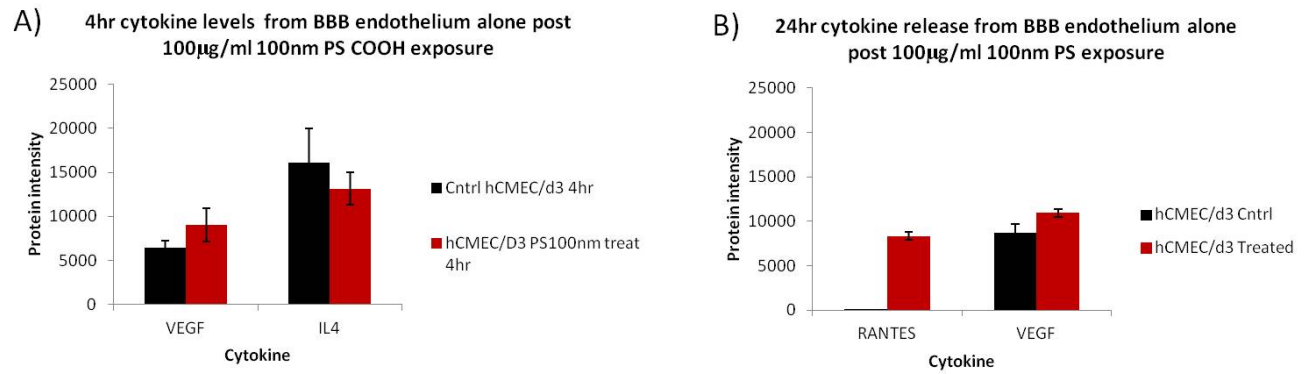 A)
4hr cytokine levels from BBB endothelium alone post
100μg/ml 100nm PS COOH exposure
25000
20000
15000
10000
5000
0
Protein intensity
VEGF
IL4
Cytokine
Cntrl hCMEC/d3 4hr
hCMEC/D3 PS100nm treat
4hr
B)
24hr cytokine release from BBB endothelium alone
post 100μg/ml 100nm PS exposure
25000
20000
15000
10000
5000
0
Protein intensity
RANTES
VEGF
Cytokine
hCMEC/d3 Cntrl
hCMEC/d3 Treated